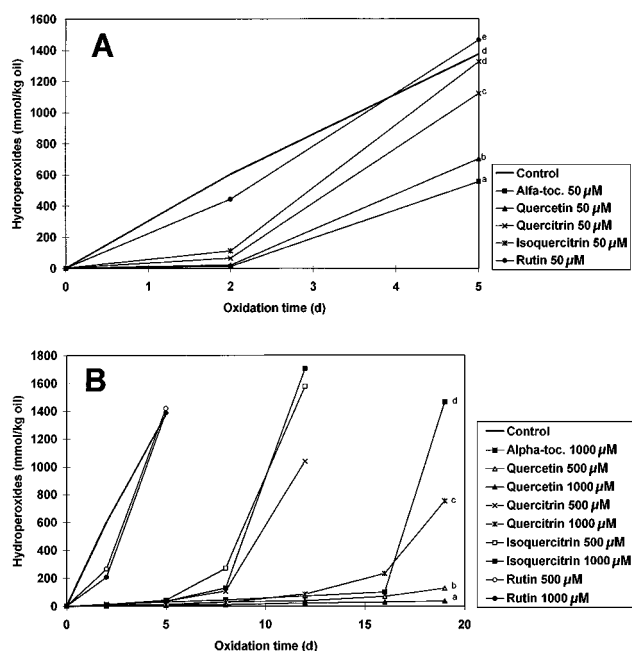 A
Hydroperoxides (mmol/kg oil)
1600
1400
1200
1000
800
600
400
200
0
e
d
d
c
b
a
0 1 2 3 4 5
Oxidation time (d)
Control
Alfa-toc. 50 µM
Quercetin 50 µM
Quercitrin 50 µM
Isoquercitrin 50 µM
Rutin 50 µM
B
Hydroperoxides (mmol/kg oil)
1800
1600
1400
1200
1000
800
600
400
200
0
d
c
b
a
0 5 10 15 20
Oxidation time (d)
Control
Alpha-toc. 1000 µM
Quercetin 500 µM
Quercetin 1000 µM
Quercitrin 500 µM
Quercitrin 1000 µM
Isoquercitrin 500 µM
Isoquercitrin 1000 µM
Rutin 500 µM
Rutin 1000 µM